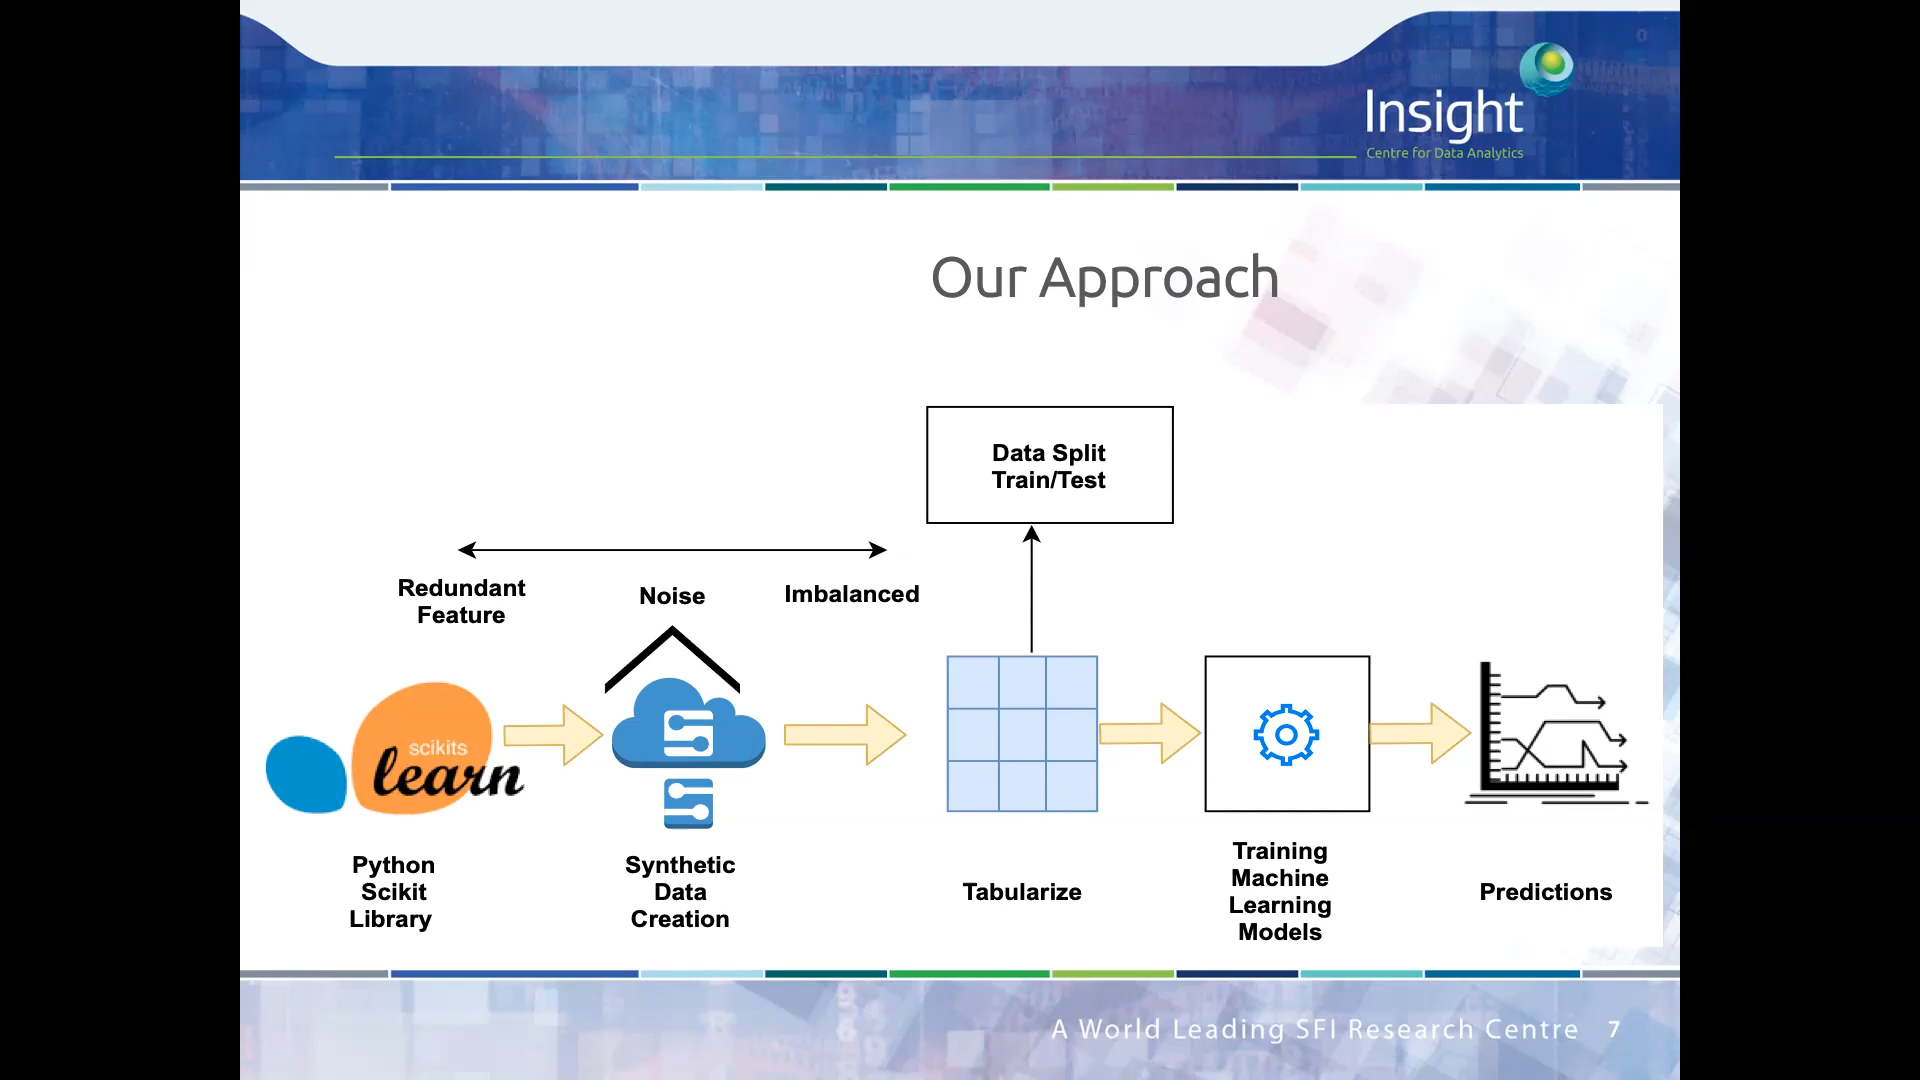 Insight
Centre for Data Analytics
Our Approach
Data Split
Train/Test
Redundant
Feature
Noise
Imbalanced
scikits
learn
Python
Scikit
Library
Synthetic
Data
Creation
Tabularize
Training
Machine
Learning
Models
Predictions
A World Leading SFI Research Centre 7